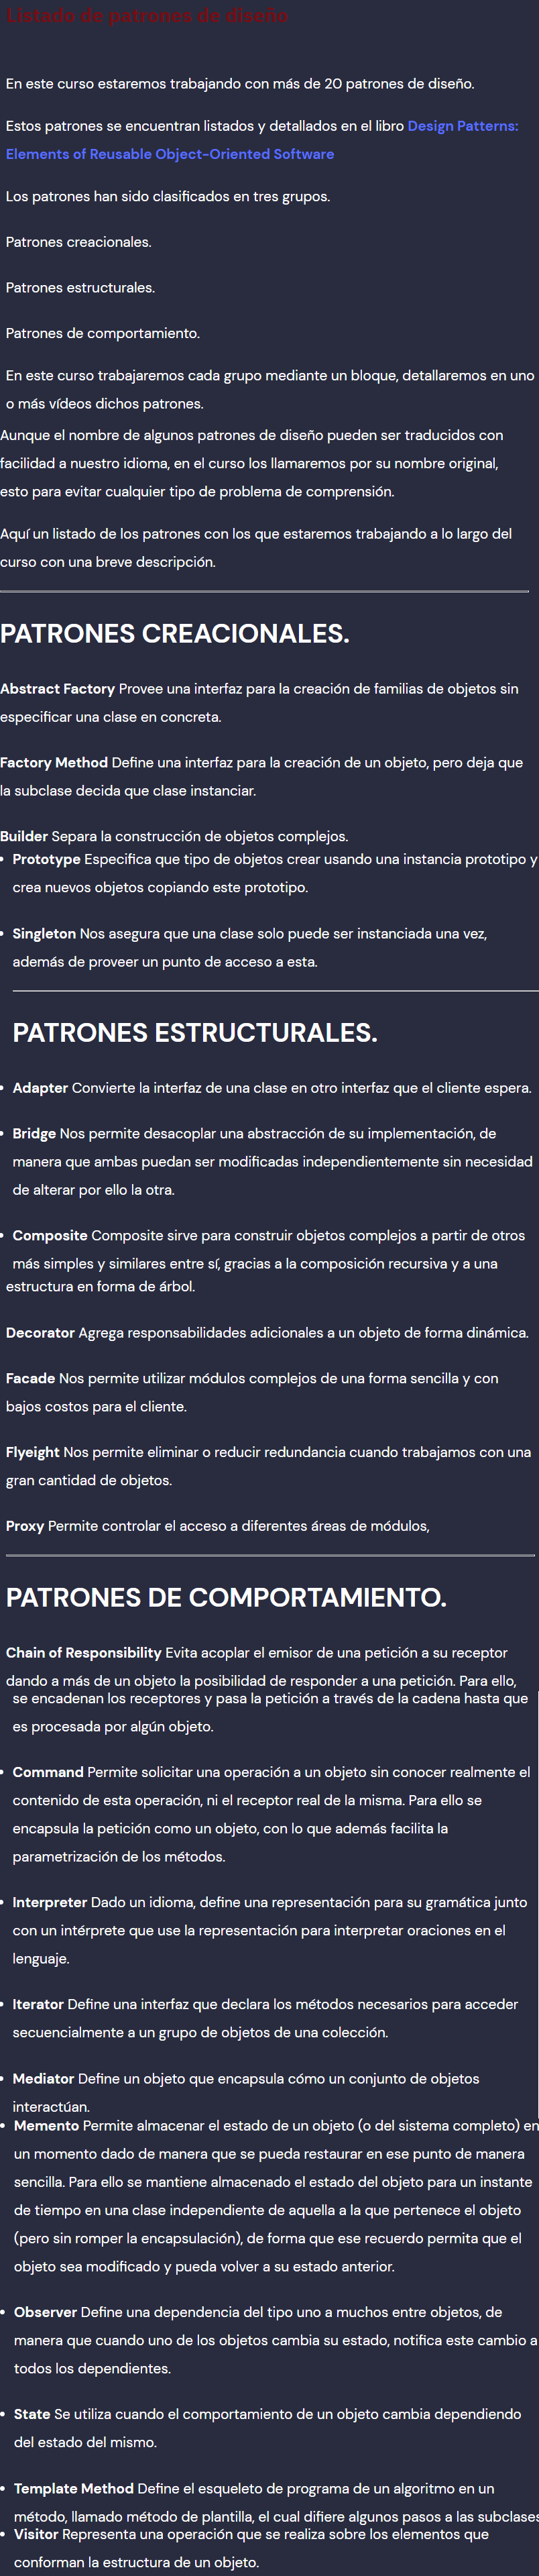 Listado de patrones de diseño
En este curso estaremos trabajando con más de 20 patrones de diseño.
Estos patrones se encuentran listados y detallados en el libro Design Patterns:
Elements of Reusable Object-Oriented Software
Los patrones han sido clasificados en tres grupos.
Patrones creacionales.
Patrones estructurales.
Patrones de comportamiento.
En este curso trabajaremos cada grupo mediante un bloque, detallaremos en uno
o más vídeos dichos patrones.
Aunque el nombre de algunos patrones de diseño pueden ser traducidos con
facilidad a nuestro idioma, en el curso los llamaremos por su nombre original,
esto para evitar cualquier tipo de problema de comprensión.
Aquí un listado de los patrones con los que estaremos trabajando a lo largo del
curso con una breve descripción.
PATRONES CREACIONALES.
Abstract Factory Provee una interfaz para la creación de familias de objetos sin
especificar una clase en concreta.
Factory Method Define una interfaz para la creación de un objeto, pero deja que
la subclase decida que clase instanciar.
Builder Separa la construcción de objetos complejos.
• Prototype Especifica que tipo de objetos crear usando una instancia prototipo y
crea nuevos objetos copiando este prototipo.
• Singleton Nos asegura que una clase solo puede ser instanciada una vez,
además de proveer un punto de acceso a esta.
PATRONES ESTRUCTURALES.
• Adapter Convierte la interfaz de una clase en otro interfaz que el cliente espera.
• Bridge Nos permite desacoplar una abstracción de su implementación, de
manera que ambas puedan ser modificadas independientemente sin necesidad
de alterar por ello la otra.
• Composite Composite sirve para construir objetos complejos a partir de otros
más simples y similares entre sí, gracias a la composición recursiva y a una
estructura en forma de árbol.
Decorator Agrega responsabilidades adicionales a un objeto de forma dinámica.
Facade Nos permite utilizar módulos complejos de una forma sencilla y con
bajos costos para el cliente.
Flyeight Nos permite eliminar o reducir redundancia cuando trabajamos con una
gran cantidad de objetos.
Proxy Permite controlar el acceso a diferentes áreas de módulos,
PATRONES DE COMPORTAMIENTO.
Chain of Responsibility Evita acoplar el emisor de una petición a su receptor
dando a más de un objeto la posibilidad de responder a una petición. Para ello,
se encadenan los receptores y pasa la petición a través de la cadena hasta que
es procesada por algún objeto.
• Command Permite solicitar una operación a un objeto sin conocer realmente el
contenido de esta operación, ni el receptor real de la misma. Para ello se
encapsula la petición como un objeto, con lo que además facilita la
parametrización de los métodos.
• Interpreter Dado un idioma, define una representación para su gramática junto
con un intérprete que use la representación para interpretar oraciones en el
lenguaje.
• Iterator Define una interfaz que declara los métodos necesarios para acceder
secuencialmente a un grupo de objetos de una colección.
• Mediator Define un objeto que encapsula cómo un conjunto de objetos
interactúan.
• Memento Permite almacenar el estado de un objeto (o del sistema completo) en
un momento dado de manera que se pueda restaurar en ese punto de manera
sencilla. Para ello se mantiene almacenado el estado del objeto para un instante
de tiempo en una clase independiente de aquella a la que pertenece el objeto
(pero sin romper la encapsulación), de forma que ese recuerdo permita que el
objeto sea modificado y pueda volver a su estado anterior.
• Observer Define una dependencia del tipo uno a muchos entre objetos, de
manera que cuando uno de los objetos cambia su estado, notifica este cambio a
todos los dependientes.
• State Se utiliza cuando el comportamiento de un objeto cambia dependiendo
del estado del mismo.
• Template Method Define el esqueleto de programa de un algoritmo en un
método, llamado método de plantilla, el cual difiere algunos pasos a las subclases
• Visitor Representa una operación que se realiza sobre los elementos que
conforman la estructura de un objeto.